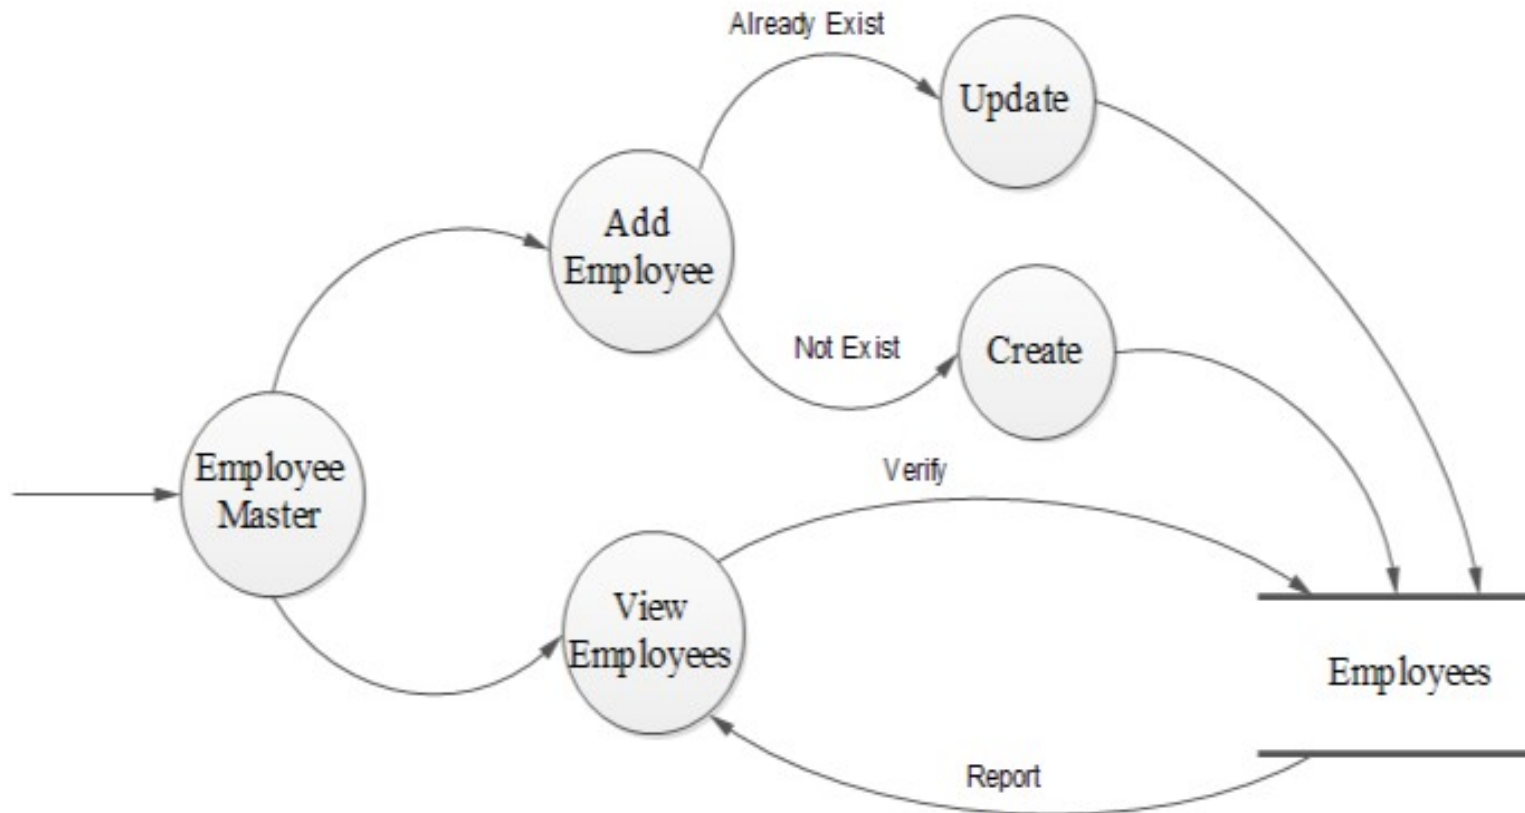 Already Exist
Update
Add
Employee
Not Exist
Create
Employee
Master
Verify
View
Employees
Employees
Report